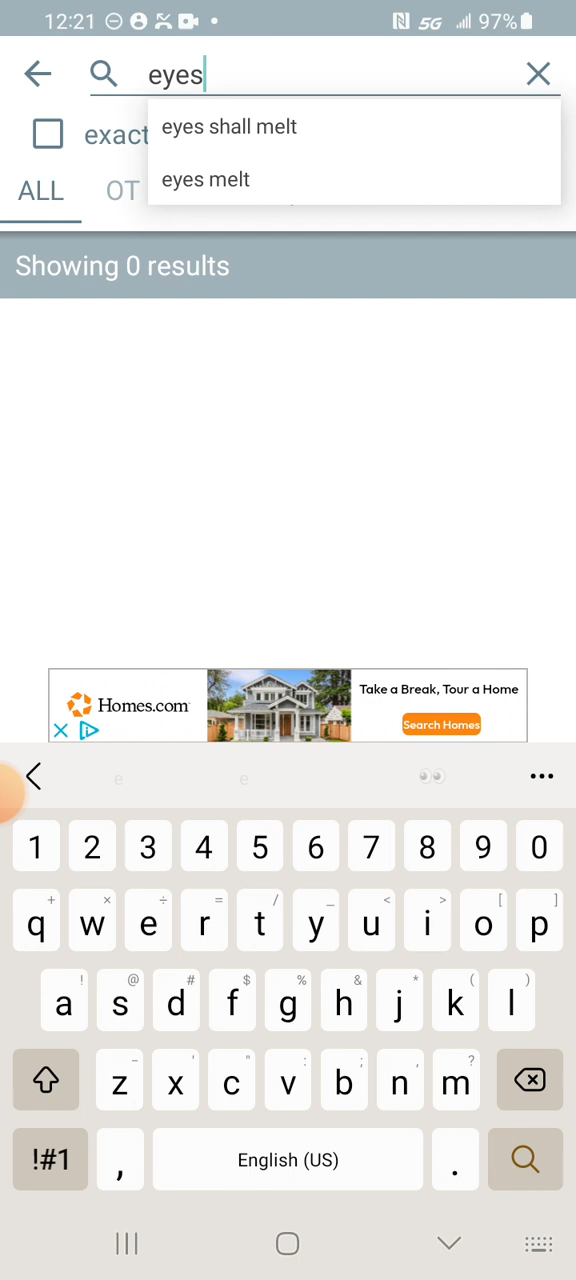 12:21 5G 97%
eyes
exact
eyes shall melt
eyes melt
ALL OT
Showing 0 results
Homes.com
Take a Break, Tour a Home
Search Homes
e e
1 2 3 4 5 6 7 8 9 0
+ × ÷ = / _ < > [ ]
q w e r t y u i o p
! @ # $ % & * ( )
a s d f g h j k l
- ' " : ; , ?
z x c v b n m
!#1 , English (US) .